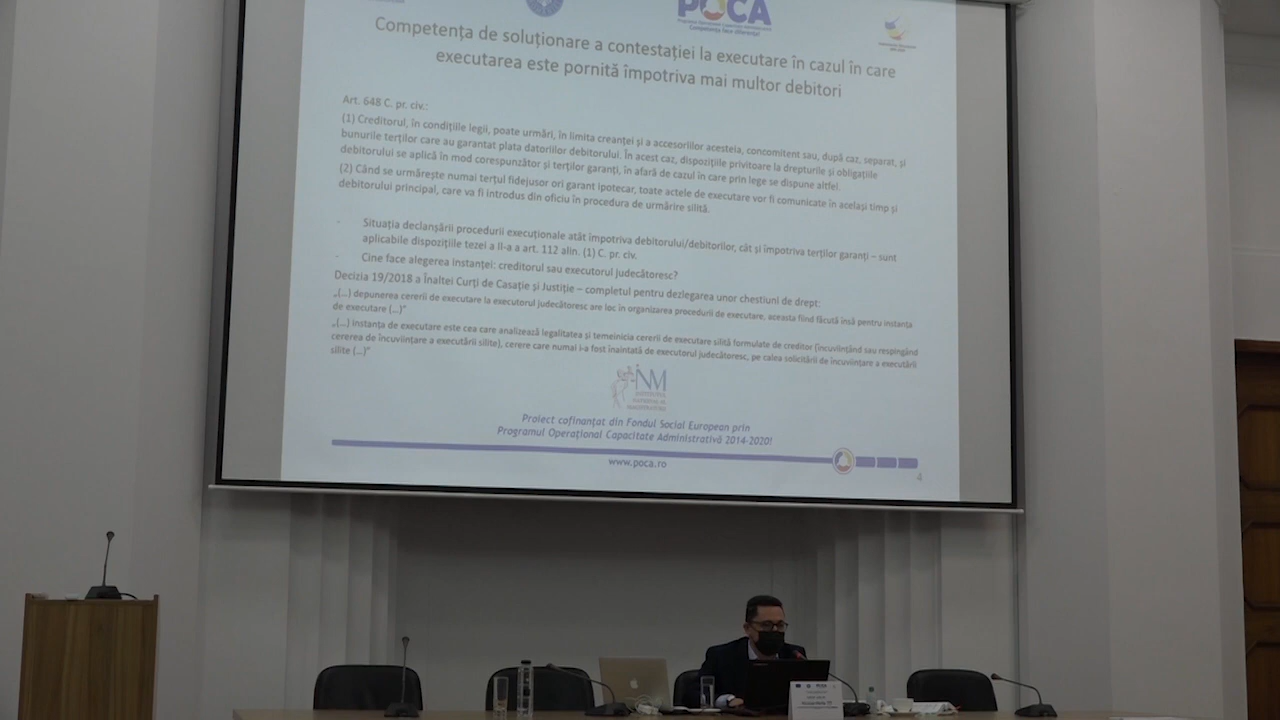 POCA
Competența face diferența!
Competența de soluționare a contestației la executare în cazul în care
executarea este pornită împotriva mai multor debitori
Art. 648 C. pr. civ.:
(1) Creditorul, în condițiile legii, poate urmări, în limita creanței și a accesoriilor acesteia, concomitent sau, după caz, separat, și
bunurile terților care au garantat plata datoriilor debitorului. În acest caz, dispozițiile privitoare la drepturile și obligațiile
debitorului se aplică în mod corespunzător și terților garanți, în afară de cazul în care prin lege se dispune altfel.
(2) Când se urmărește numai terțul fidejusor ori garant ipotecar, toate actele de executare vor fi comunicate în același timp și
debitorului principal, care va fi introdus din oficiu în procedura de urmărire silită.
- Situația declanșării procedurii execuționale atât împotriva debitorului/debitorilor, cât și împotriva terților garanți – sunt
aplicabile dispozițiile tezei a II-a a art. 112 alin. (1) C. pr. civ.
- Cine face alegerea instanței: creditorul sau executorul judecătoresc?
Decizia 19/2018 a Înaltei Curți de Casație și Justiție – completul pentru dezlegarea unor chestiuni de drept:
„(...) depunerea cererii de executare la executorul judecătoresc are loc în organizarea procedurii de executare, aceasta fiind făcută însă pentru instanța
de executare (...)”
„(...) instanța de executare este cea care analizează legalitatea și temeinicia cererii de executare silită formulate de creditor (încuviințând sau respingând
cererea de încuviințare a executării silite), cerere care numai i-a fost înaintată de executorul judecătoresc, pe calea solicitării de încuviințare a executării
silite (...)”
INM
Proiect cofinanțat din Fondul Social European prin
Programul Operațional Capacitate Administrativă 2014-2020!
www.poca.ro
4